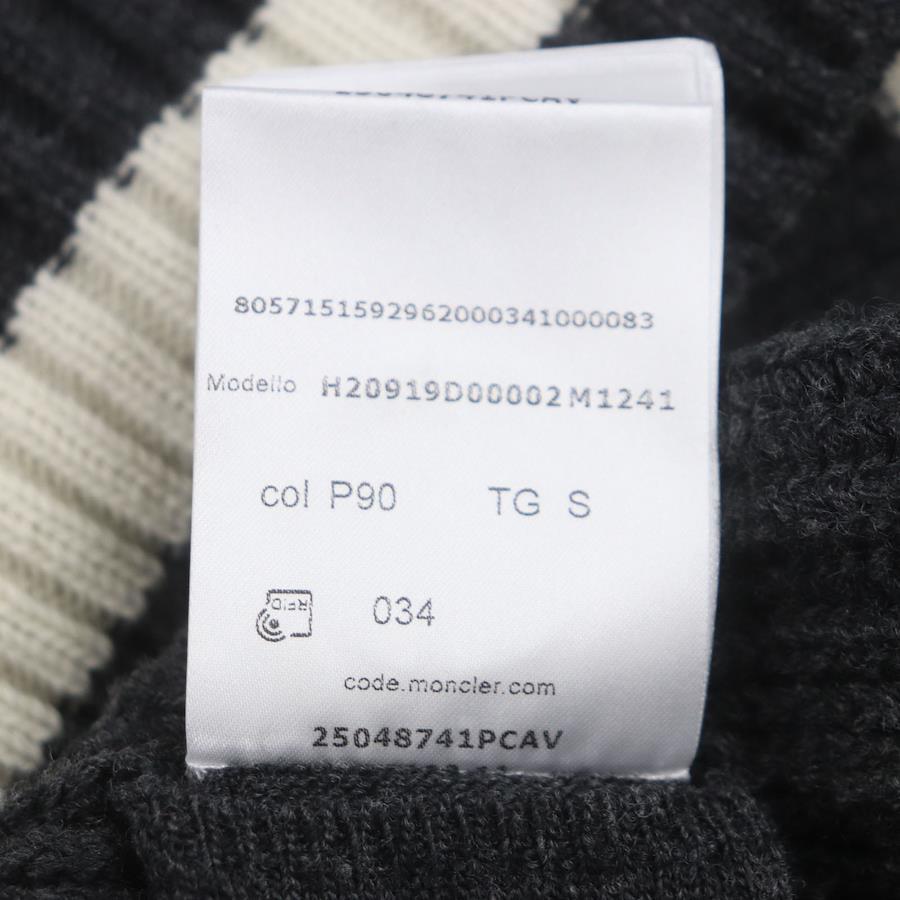 8057151592962000341000083
Modello H20919D00002M1241
col P90 TG S
RFID 034
code.moncler.com
25048741PCAV